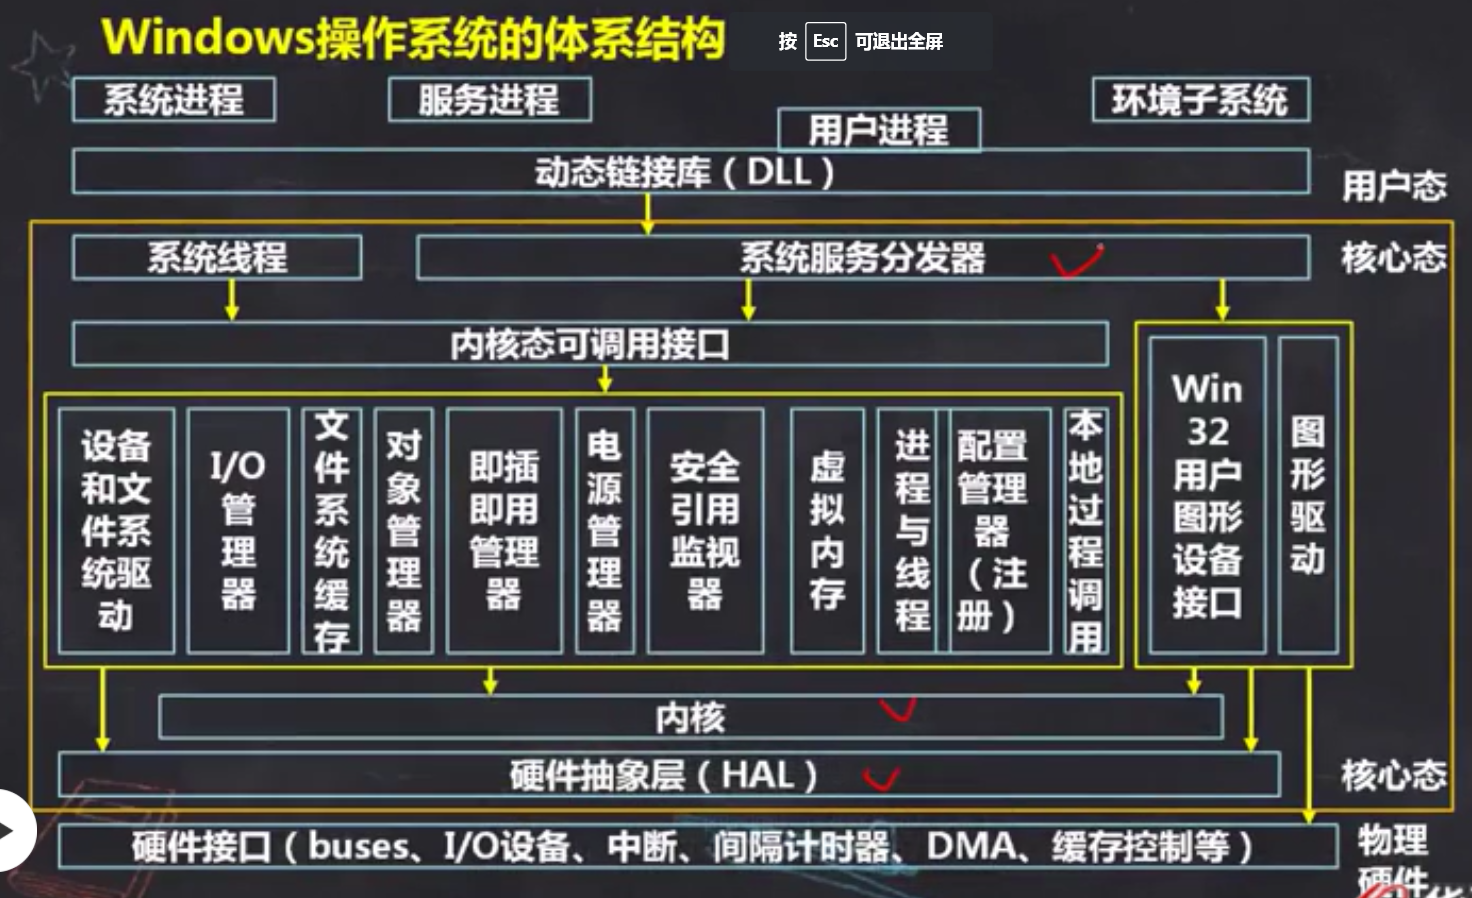 Windows操作系统的体系结构
按 Esc 可退出全屏
系统进程
服务进程
用户进程
环境子系统
动态链接库（DLL）
用户态
系统线程
系统服务分发器
核心态
内核态可调用接口
设备
和文
件系
统驱
动
I/O
管
理
器
文
件
系
统
缓
存
对
象
管
理
器
即插
即用
管理
器
电
源
管
理
器
安全
引用
监视
器
虚
拟
内
存
进
程
与
线
程
配置
管理
器
（注
册）
本
地
过
程
调
用
Win
32
用户
图形
设备
接口
图
形
驱
动
内核
硬件抽象层（HAL）
核心态
硬件接口（buses、I/O设备、中断、间隔计时器、DMA、缓存控制等）
物理
硬件